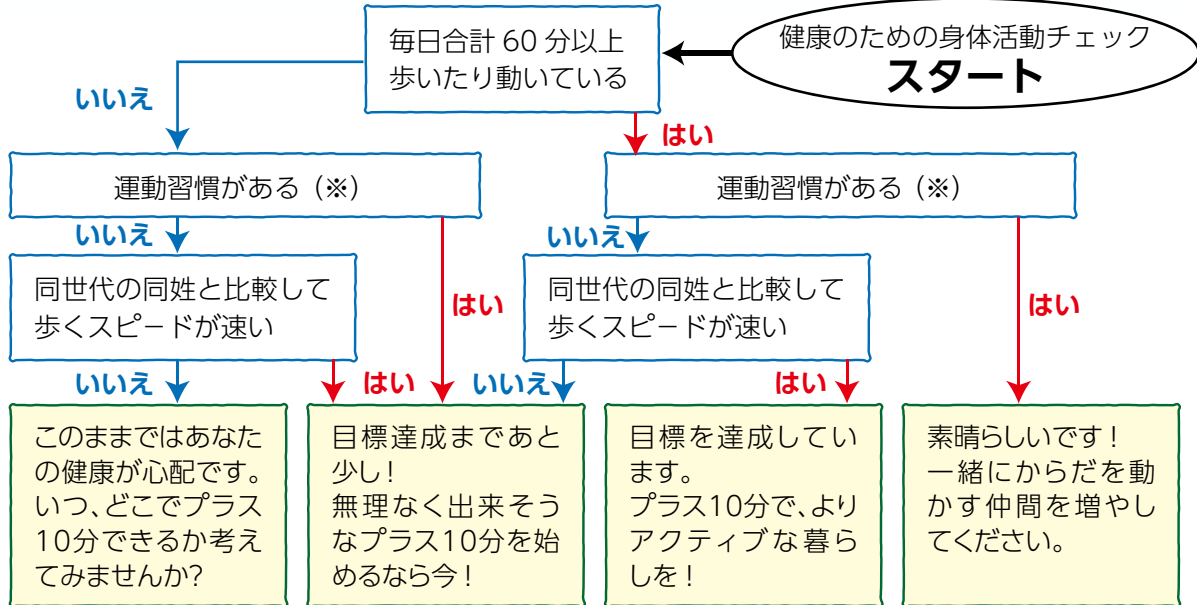 健康のための身体活動チェック
スタート
毎日合計 60 分以上
歩いたり動いている
いいえ
はい
運動習慣がある（※）
運動習慣がある（※）
いいえ
はい
いいえ
はい
同世代の同姓と比較して
歩くスピードが速い
同世代の同姓と比較して
歩くスピードが速い
いいえ
はい
いいえ
はい
このままではあなた
の健康が心配です。
いつ、どこでプラス
10分できるか考え
てみませんか?
目標達成まであと
少し!
無理なく出来そう
なプラス10分を始
めるなら今!
目標を達成してい
ます。
プラス10分で、より
アクティブな暮ら
しを!
素晴らしいです!
一緒にからだを動
かす仲間を増やし
てください。